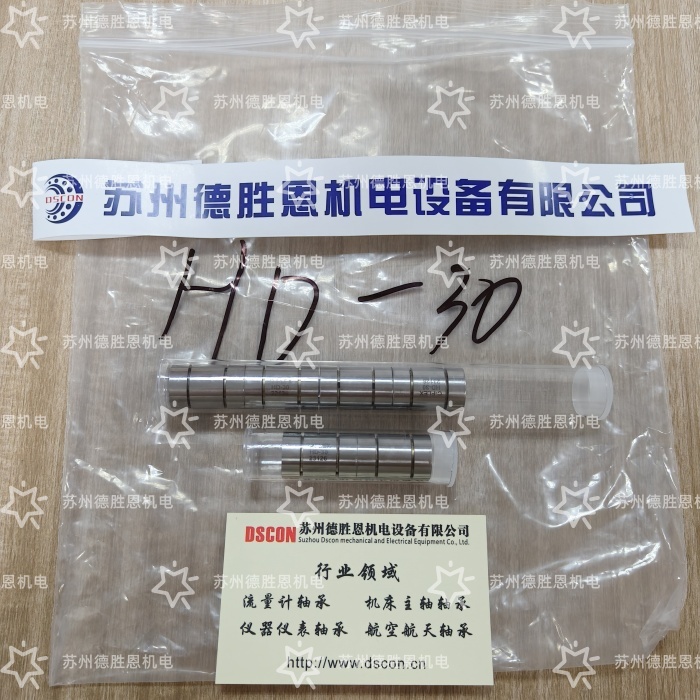 DSCON 苏州德胜恩机电设备有限公司
HD-30
DSCON 苏州德胜恩机电设备有限公司
Suzhou Dscon mechanical and Electrical Equipment Co., Ltd.
行业领域
流量计轴承 机床主轴轴承
仪器仪表轴承 航空航天轴承
http://www.dscon.cn
苏州德胜恩机电